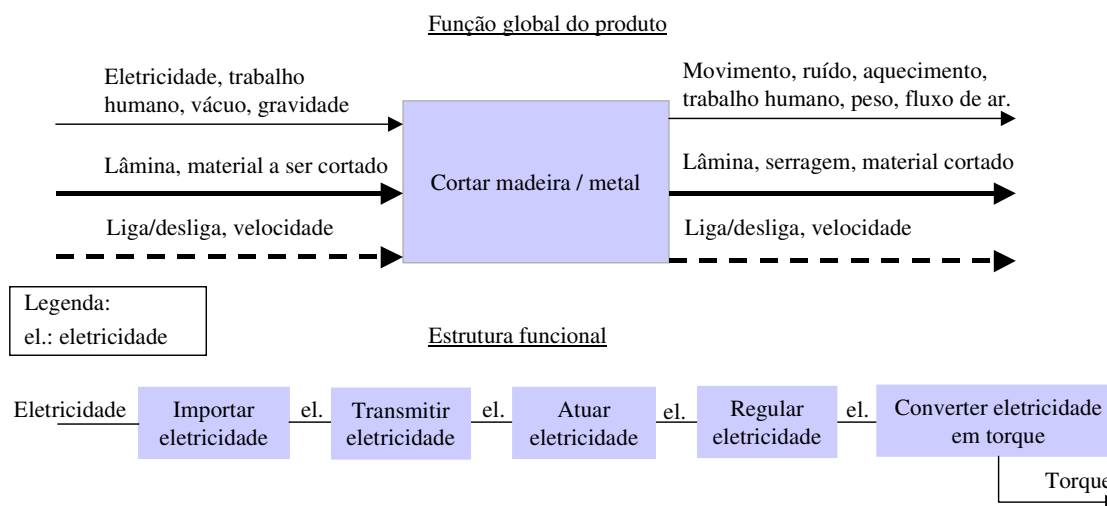 Função global do produto
Eletricidade, trabalho
humano, vácuo, gravidade
Movimento, ruído, aquecimento,
trabalho humano, peso, fluxo de ar.
Lâmina, material a ser cortado
Cortar madeira / metal
Lâmina, serragem, material cortado
Liga/desliga, velocidade
Liga/desliga, velocidade
Legenda:
el.: eletricidade
Estrutura funcional
Eletricidade
Importar
eletricidade
el.
Transmitir
eletricidade
el.
Atuar
eletricidade
el.
Regular
eletricidade
el.
Converter eletricidade
em torque
Torque